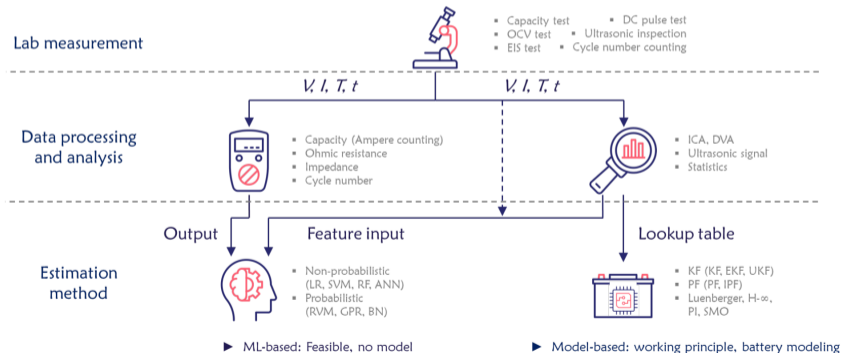 Lab measurement
▪ Capacity test ▪ DC pulse test
▪ OCV test ▪ Ultrasonic inspection
▪ EIS test ▪ Cycle number counting
V, I, T, t V, I, T, t
Data processing
and analysis
▪ Capacity (Ampere counting)
▪ Ohmic resistance
▪ Impedance
▪ Cycle number
▪ ICA, DVA
▪ Ultrasonic signal
▪ Statistics
Output Feature input Lookup table
Estimation
method
▪ Non-probabilistic
(LR, SVM, RF, ANN)
▪ Probabilistic
(RVM, GPR, BN)
▪ KF (KF, EKF, UKF)
▪ PF (PF, IPF)
▪ Luenberger, H-∞,
PI, SMO
▶ ML-based: Feasible, no model ▶ Model-based: working principle, battery modeling